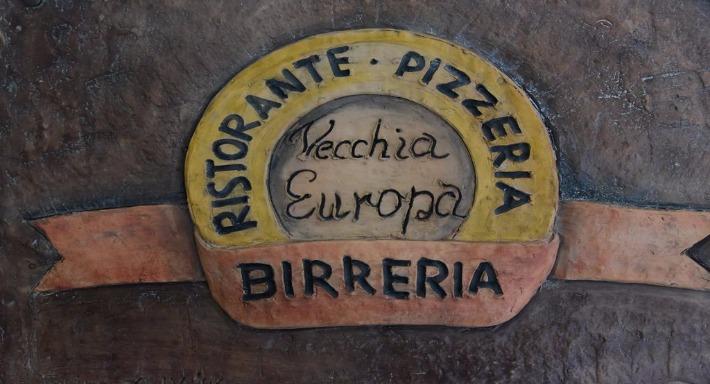 RISTORANTE · PIZZERIA
Vecchia
Europa
BIRRERIA